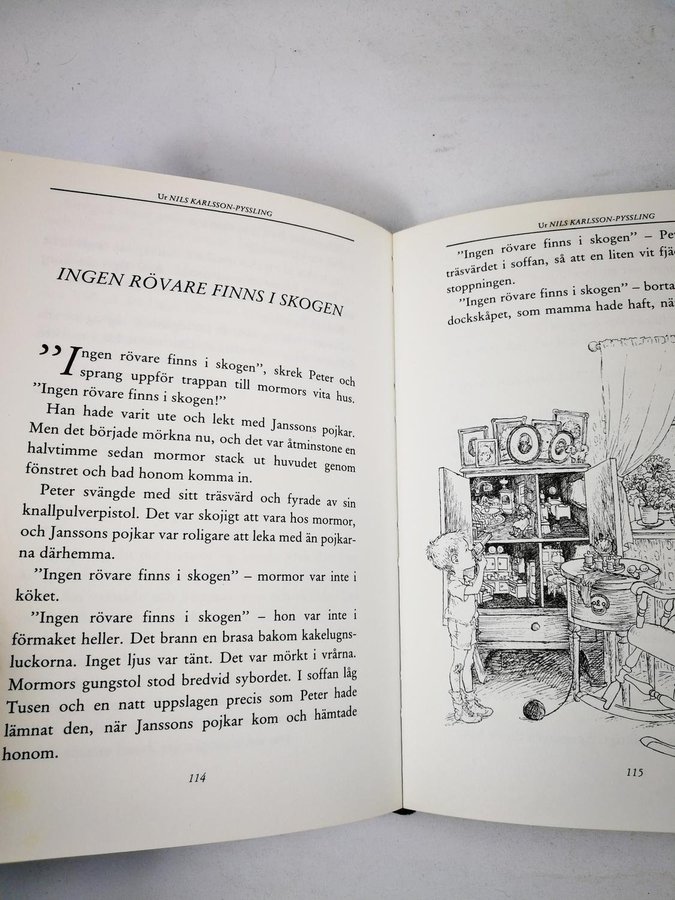 Ur NILS KARLSSON-PYSSLING
INGEN RÖVARE FINNS I SKOGEN
”Ingen rövare finns i skogen”, skrek Peter och
sprang uppför trappan till mormors vita hus.
”Ingen rövare finns i skogen!”
Han hade varit ute och lekt med Janssons pojkar.
Men det började mörkna nu, och det var åtminstone en
halvtimme sedan mormor stack ut huvudet genom
fönstret och bad honom komma in.
Peter svängde med sitt träsvärd och fyrade av sin
knallpulverpistol. Det var skojigt att vara hos mormor,
och Janssons pojkar var roligare att leka med än pojkar-
na därhemma.
”Ingen rövare finns i skogen” – mormor var inte i
köket.
”Ingen rövare finns i skogen” – hon var inte i
förmaket heller. Det brann en brasa bakom kakelugns-
luckorna. Inget ljus var tänt. Det var mörkt i vrårna.
Mormors gungstol stod bredvid sybordet. I soffan låg
Tusen och en natt uppslagen precis som Peter hade
lämnat den, när Janssons pojkar kom och hämtade
honom.
114
Ur NILS KARLSSON-PYSSLING
”Ingen rövare finns i skogen” – Pe
träsvärdet i soffan, så att en liten vit fjä
stoppningen.
”Ingen rövare finns i skogen” – borta
dockskåpet, som mamma hade haft, nä
115